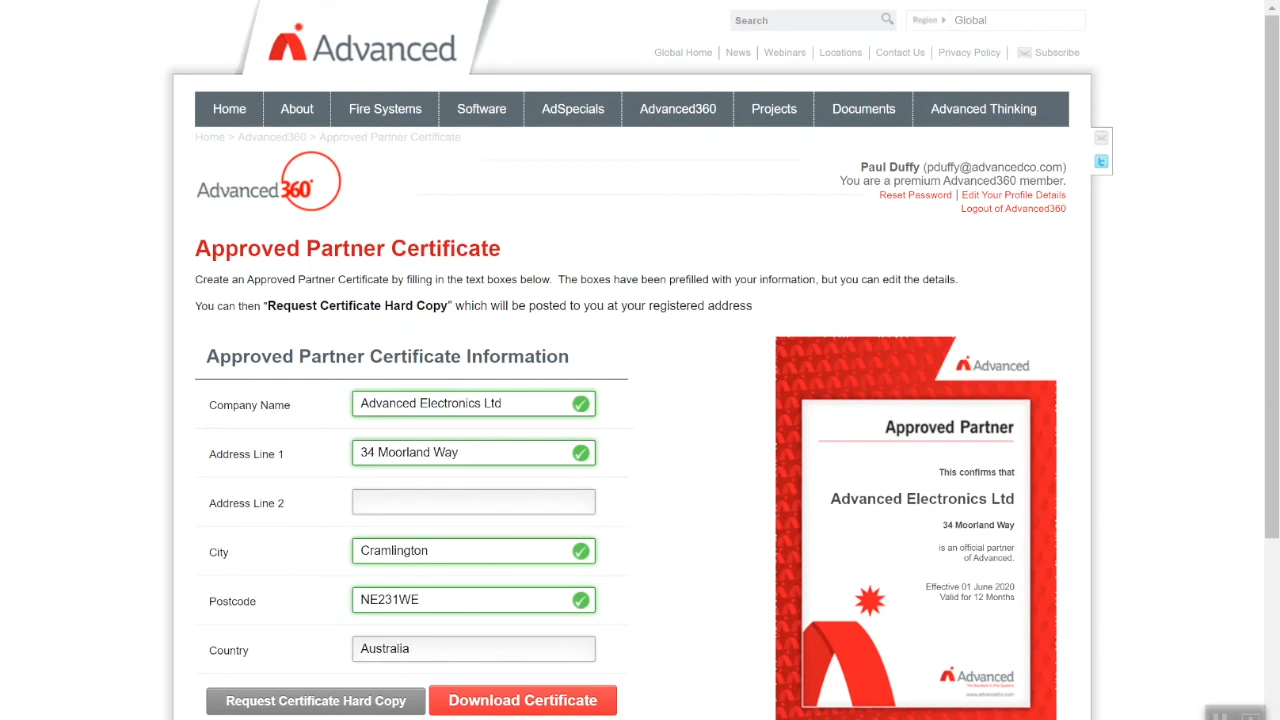 Advanced
Search
Region
Global
Global Home
News
Webinars
Locations
Contact Us
Privacy Policy
Subscribe
Home
About
Fire Systems
Software
AdSpecials
Advanced360
Projects
Documents
Advanced Thinking
Home > Advanced360 > Approved Partner Certificate
Advanced 360°
Paul Duffy (pduffy@advancedco.com)
You are a premium Advanced360 member.
Reset Password | Edit Your Profile Details
Logout of Advanced360
Approved Partner Certificate
Create an Approved Partner Certificate by filling in the text boxes below. The boxes have been prefilled with your information, but you can edit the details.
You can then "Request Certificate Hard Copy" which will be posted to you at your registered address
Approved Partner Certificate Information
Company Name
Advanced Electronics Ltd
Address Line 1
34 Moorland Way
Address Line 2
City
Cramlington
Postcode
NE231WE
Country
Australia
Request Certificate Hard Copy
Download Certificate
Advanced
Approved Partner
This confirms that
Advanced Electronics Ltd
34 Moorland Way
is an official partner
of Advanced.
Effective 01 June 2020
Valid for 12 Months
Advanced
www.advancedco.com